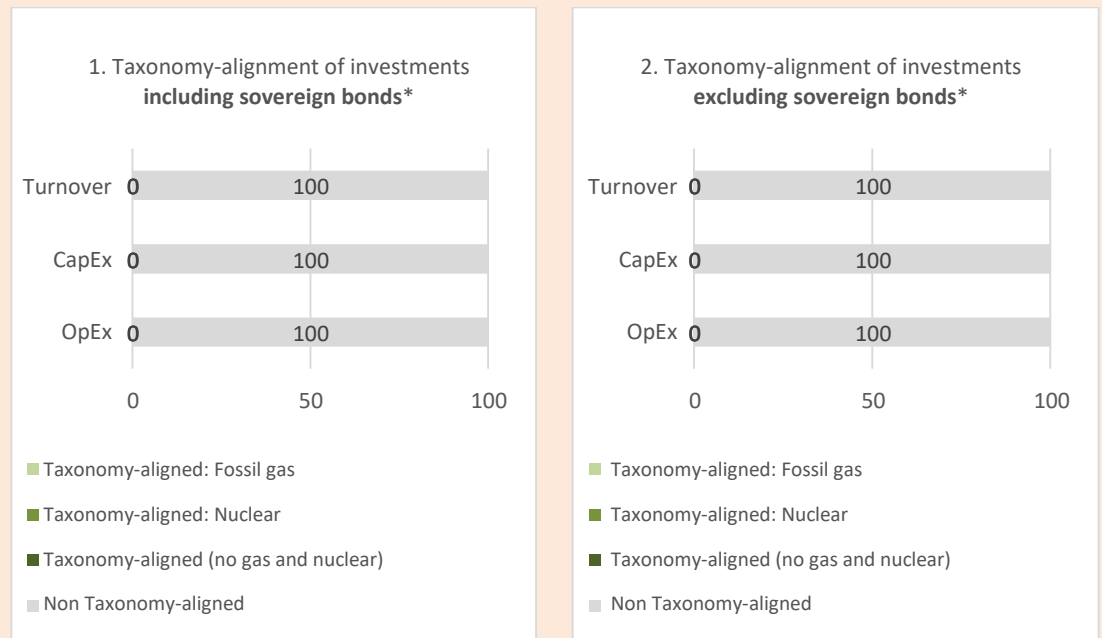 1. Taxonomy-alignment of investments
including sovereign bonds*
Turnover 0 100
CapEx 0 100
OpEx 0 100
0 50 100
Taxonomy-aligned: Fossil gas
Taxonomy-aligned: Nuclear
Taxonomy-aligned (no gas and nuclear)
Non Taxonomy-aligned
2. Taxonomy-alignment of investments
excluding sovereign bonds*
Turnover 0 100
CapEx 0 100
OpEx 0 100
0 50 100
Taxonomy-aligned: Fossil gas
Taxonomy-aligned: Nuclear
Taxonomy-aligned (no gas and nuclear)
Non Taxonomy-aligned